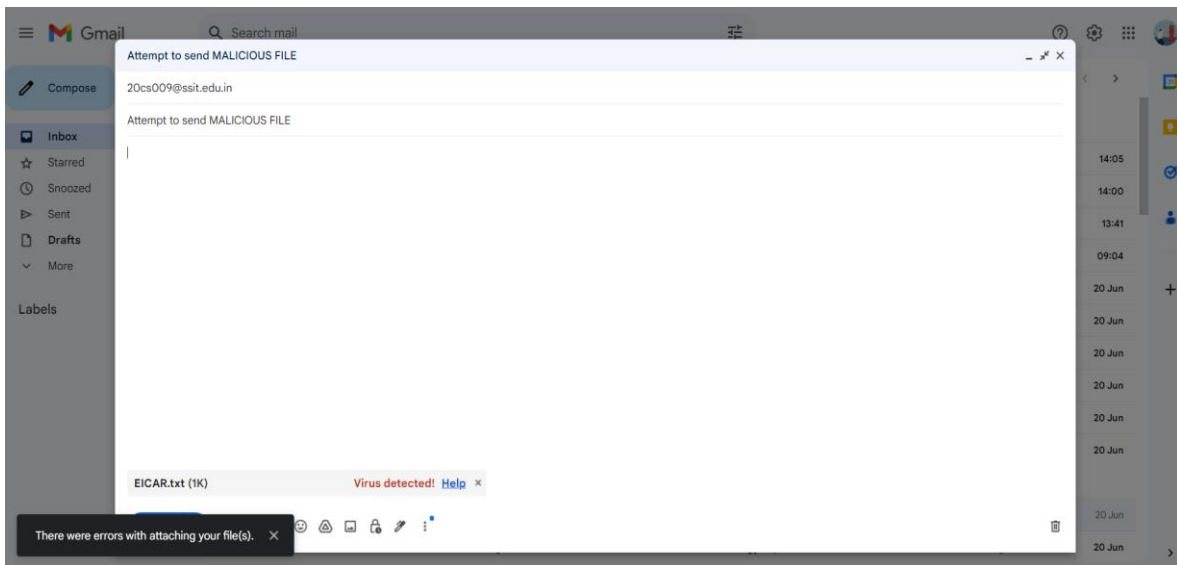 Gmail
Search mail
Attempt to send MALICIOUS FILE
Compose
20cs009@ssit.edu.in
Attempt to send MALICIOUS FILE
Inbox
Starred
Snoozed
Sent
Drafts
More
Labels
14:05
14:00
13:41
09:04
20 Jun
20 Jun
20 Jun
20 Jun
20 Jun
20 Jun
20 Jun
20 Jun
EICAR.txt (1K) Virus detected! Help
There were errors with attaching your file(s).